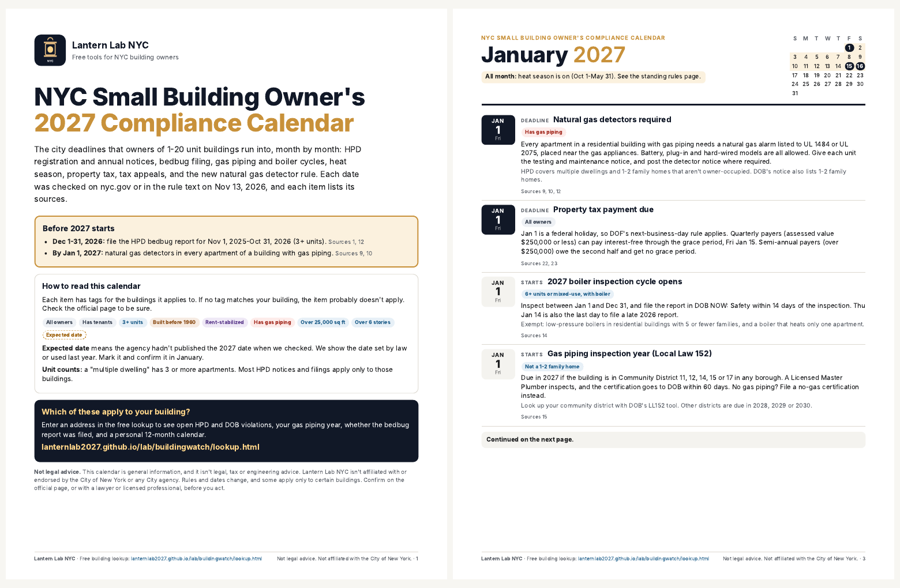 Lantern Lab NYC
Free tools for NYC building owners
NYC Small Building Owner's
2027 Compliance Calendar
The city deadlines that owners of 1-20 unit buildings run into, month by month: HPD
registration and annual notices, bedbug filing, gas piping and boiler cycles, heat
season, property tax, tax appeals, and the new natural gas detector rule. Each date
was checked on nyc.gov or in the rule text on Nov 13, 2026, and each item lists its
sources.
Before 2027 starts
• Dec 1-31, 2026: file the HPD bedbug report for Nov 1, 2025-Oct 31, 2026 (3+ units). Sources 1, 12
• By Jan 1, 2027: natural gas detectors in every apartment of a building with gas piping. Sources 9, 10
How to read this calendar
Each item has tags for the buildings it applies to. If no tag matches your building, the item probably doesn't apply.
Check the official page to be sure.
All owners Has tenants 3+ units Built before 1960 Rent-stabilized Has gas piping Over 25,000 sq ft Over 6 stories
Expected date
Expected date means the agency hadn't published the 2027 date when we checked. We show the date set by law
or used last year. Mark it and confirm it in January.
Unit counts: a "multiple dwelling" has 3 or more apartments. Most HPD notices and filings apply only to those
buildings.
Which of these apply to your building?
Enter an address in the free lookup to see open HPD and DOB violations, your gas piping year, whether the bedbug
report was filed, and a personal 12-month calendar.
lanternlab2027.github.io/lab/buildingwatch/lookup.html
Not legal advice. This calendar is general information, and it isn't legal, tax or engineering advice. Lantern Lab NYC isn't affiliated with or
endorsed by the City of New York or any City agency. Rules and dates change, and some apply only to certain buildings. Confirm on the
official page, or with a lawyer or licensed professional, before you act.
Lantern Lab NYC · Free building lookup: lanternlab2027.github.io/lab/buildingwatch/lookup.html Not legal advice. Not affiliated with the City of New York. · 1
NYC SMALL BUILDING OWNER'S COMPLIANCE CALENDAR
January 2027
All month: heat season is on (Oct 1-May 31). See the standing rules page.
S M T W T F S
1 2
3 4 5 6 7 8 9
10 11 12 13 14 15 16
17 18 19 20 21 22 23
24 25 26 27 28 29 30
31
JAN
1
Fri
DEADLINE Natural gas detectors required
Has gas piping
Every apartment in a residential building with gas piping needs a natural gas alarm listed to UL 1484 or UL
2075, placed near the gas appliances. Battery, plug-in and hard-wired models are all allowed. Give each unit
the testing and maintenance notice, and post the detector notice where required.
HPD covers multiple dwellings and 1-2 family homes that aren't owner-occupied. DOB's notice also lists 1-2 family
homes.
Sources 9, 10, 12
JAN
1
Fri
DEADLINE Property tax payment due
All owners
Jan 1 is a federal holiday, so DOF's next-business-day rule applies. Quarterly payers (assessed value
$250,000 or less) can pay interest-free through the grace period, Fri Jan 15. Semi-annual payers (over
$250,000) owe the second half and get no grace period.
Sources 22, 23
JAN
1
Fri
STARTS 2027 boiler inspection cycle opens
6+ units or mixed-use, with boiler
Inspect between Jan 1 and Dec 31, and file the report in DOB NOW: Safety within 14 days of the inspection. Thu
Jan 14 is also the last day to file a late 2026 report.
Exempt: low-pressure boilers in residential buildings with 5 or fewer families, and a boiler that heats only one apartment.
Sources 14
JAN
1
Fri
STARTS Gas piping inspection year (Local Law 152)
Not a 1-2 family home
Due in 2027 if the building is in Community District 11, 12, 14, 15 or 17 in any borough. A Licensed Master
Plumber inspects, and the certification goes to DOB within 60 days. No gas piping? File a no-gas certification
instead.
Look up your community district with DOB's LL152 tool. Other districts are due in 2028, 2029 or 2030.
Sources 15
Continued on the next page.
Lantern Lab NYC · Free building lookup: lanternlab2027.github.io/lab/buildingwatch/lookup.html Not legal advice. Not affiliated with the City of New York. · 3